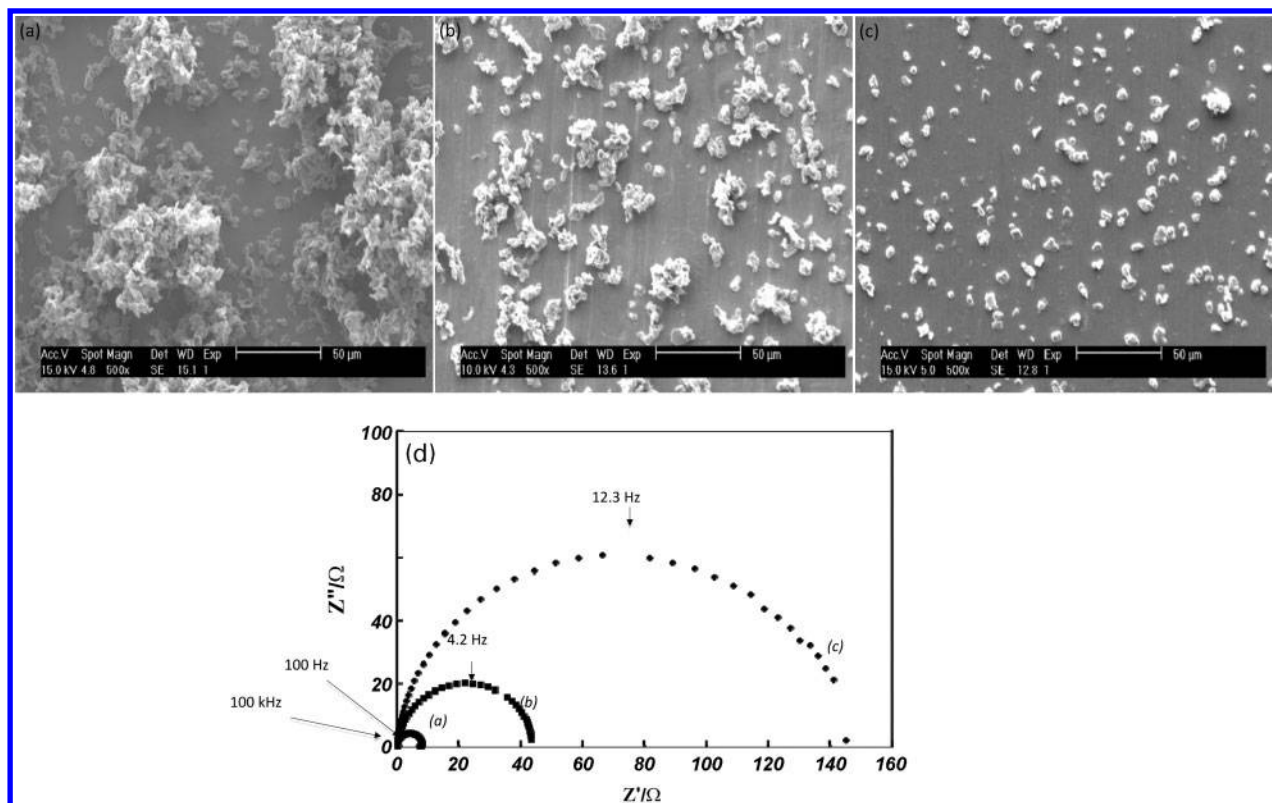 (a)
Acc.V Spot Magn Det WD Exp 50 μm
15.0 kV 4.8 500x SE 15.1 1
(b)
Acc.V Spot Magn Det WD Exp 50 μm
10.0 kV 4.3 500x SE 13.6 1
(c)
Acc.V Spot Magn Det WD Exp 50 μm
15.0 kV 5.0 500x SE 12.8 1
(d)
100
80
40
20
0
Z''/Ω
12.3 Hz
4.2 Hz
100 Hz
100 kHz
(a)
(b)
(c)
0 20 40 60 80 100 120 140 160
Z'/Ω